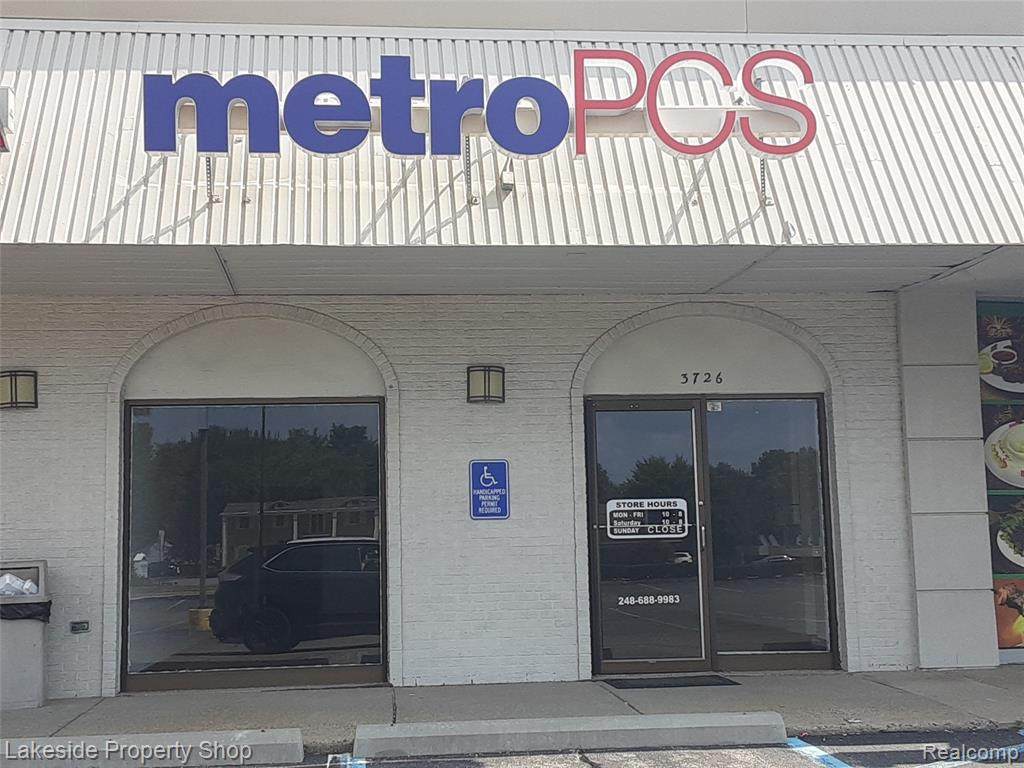 metroPCS
3726
HANDICAPPED
PARKING
PERMIT
REQUIRED
STORE HOURS
MON - FRI 10 - 8
Saturday 10 - 8
SUNDAY CLOSE
248-688-9983
Lakeside Property Shop
Realcomp